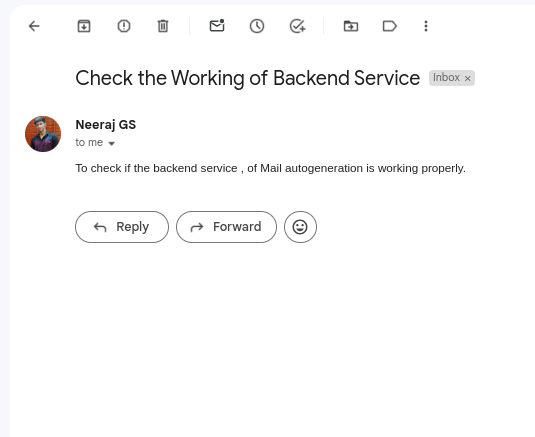 Check the Working of Backend Service
Inbox ×
Neeraj GS
to me
To check if the backend service , of Mail autogeneration is working properly.
Reply
Forward